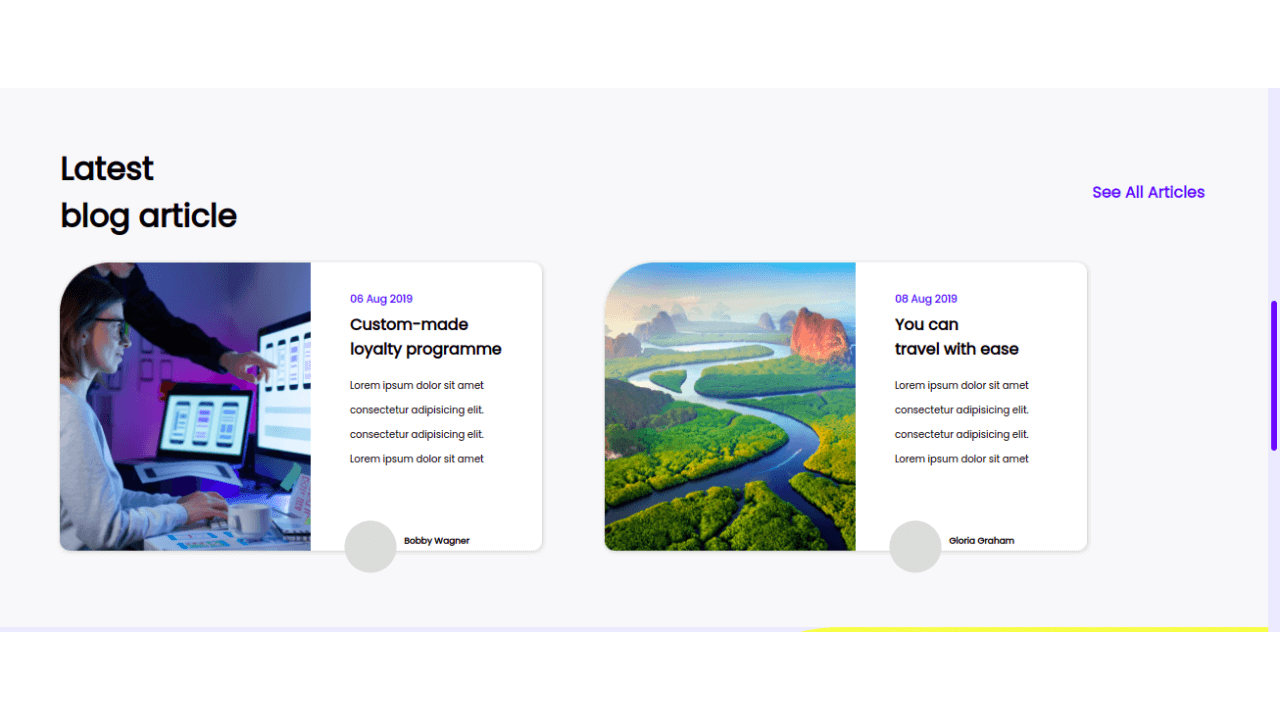 Latest
blog article
See All Articles
06 Aug 2019
Custom-made
loyalty programme
Lorem ipsum dolor sit amet
consectetur adipisicing elit.
consectetur adipisicing elit.
Lorem ipsum dolor sit amet
Bobby Wagner
08 Aug 2019
You can
travel with ease
Lorem ipsum dolor sit amet
consectetur adipisicing elit.
consectetur adipisicing elit.
Lorem ipsum dolor sit amet
Gloria Graham